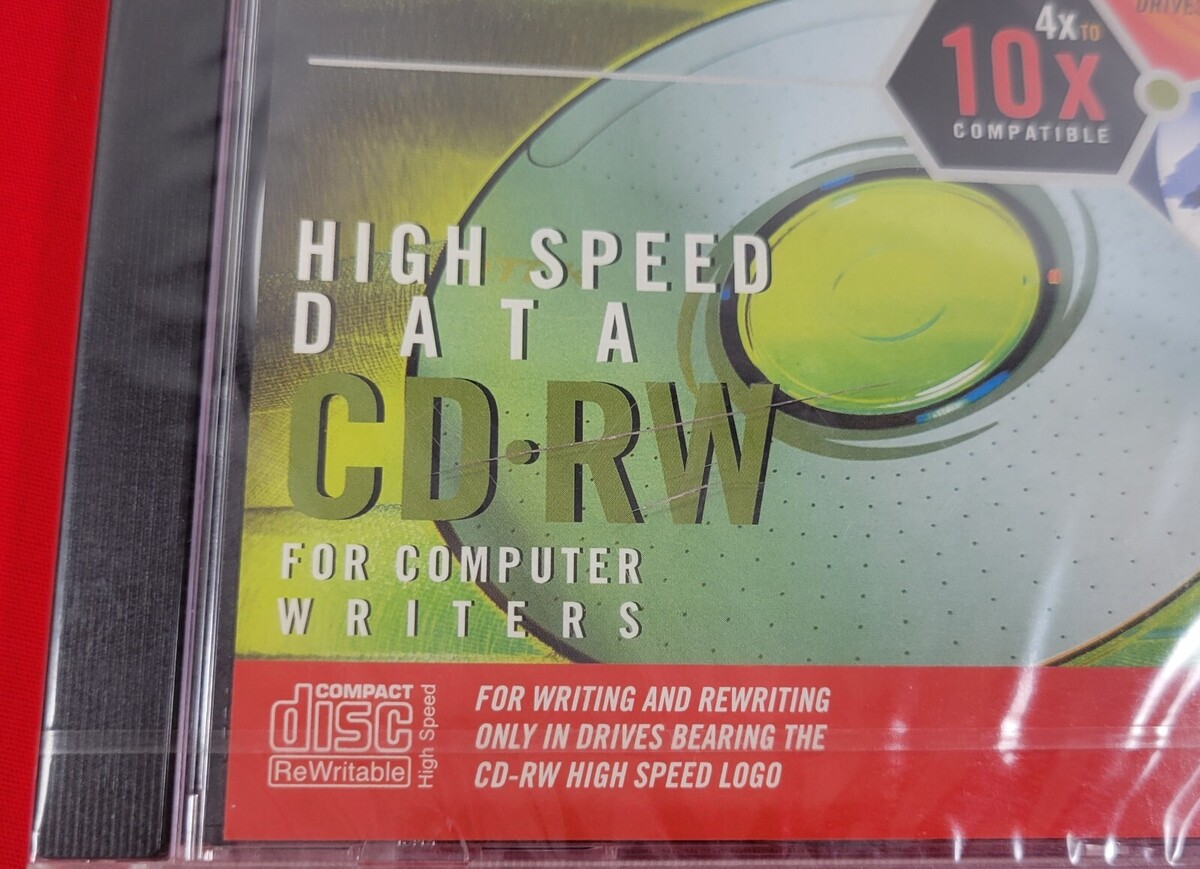 DRIVES
4X TO
10X
COMPATIBLE
HIGH SPEED
DATA
CD·RW
FOR COMPUTER
WRITERS
COMPACT
disc
ReWritable
High Speed
FOR WRITING AND REWRITING
ONLY IN DRIVES BEARING THE
CD-RW HIGH SPEED LOGO